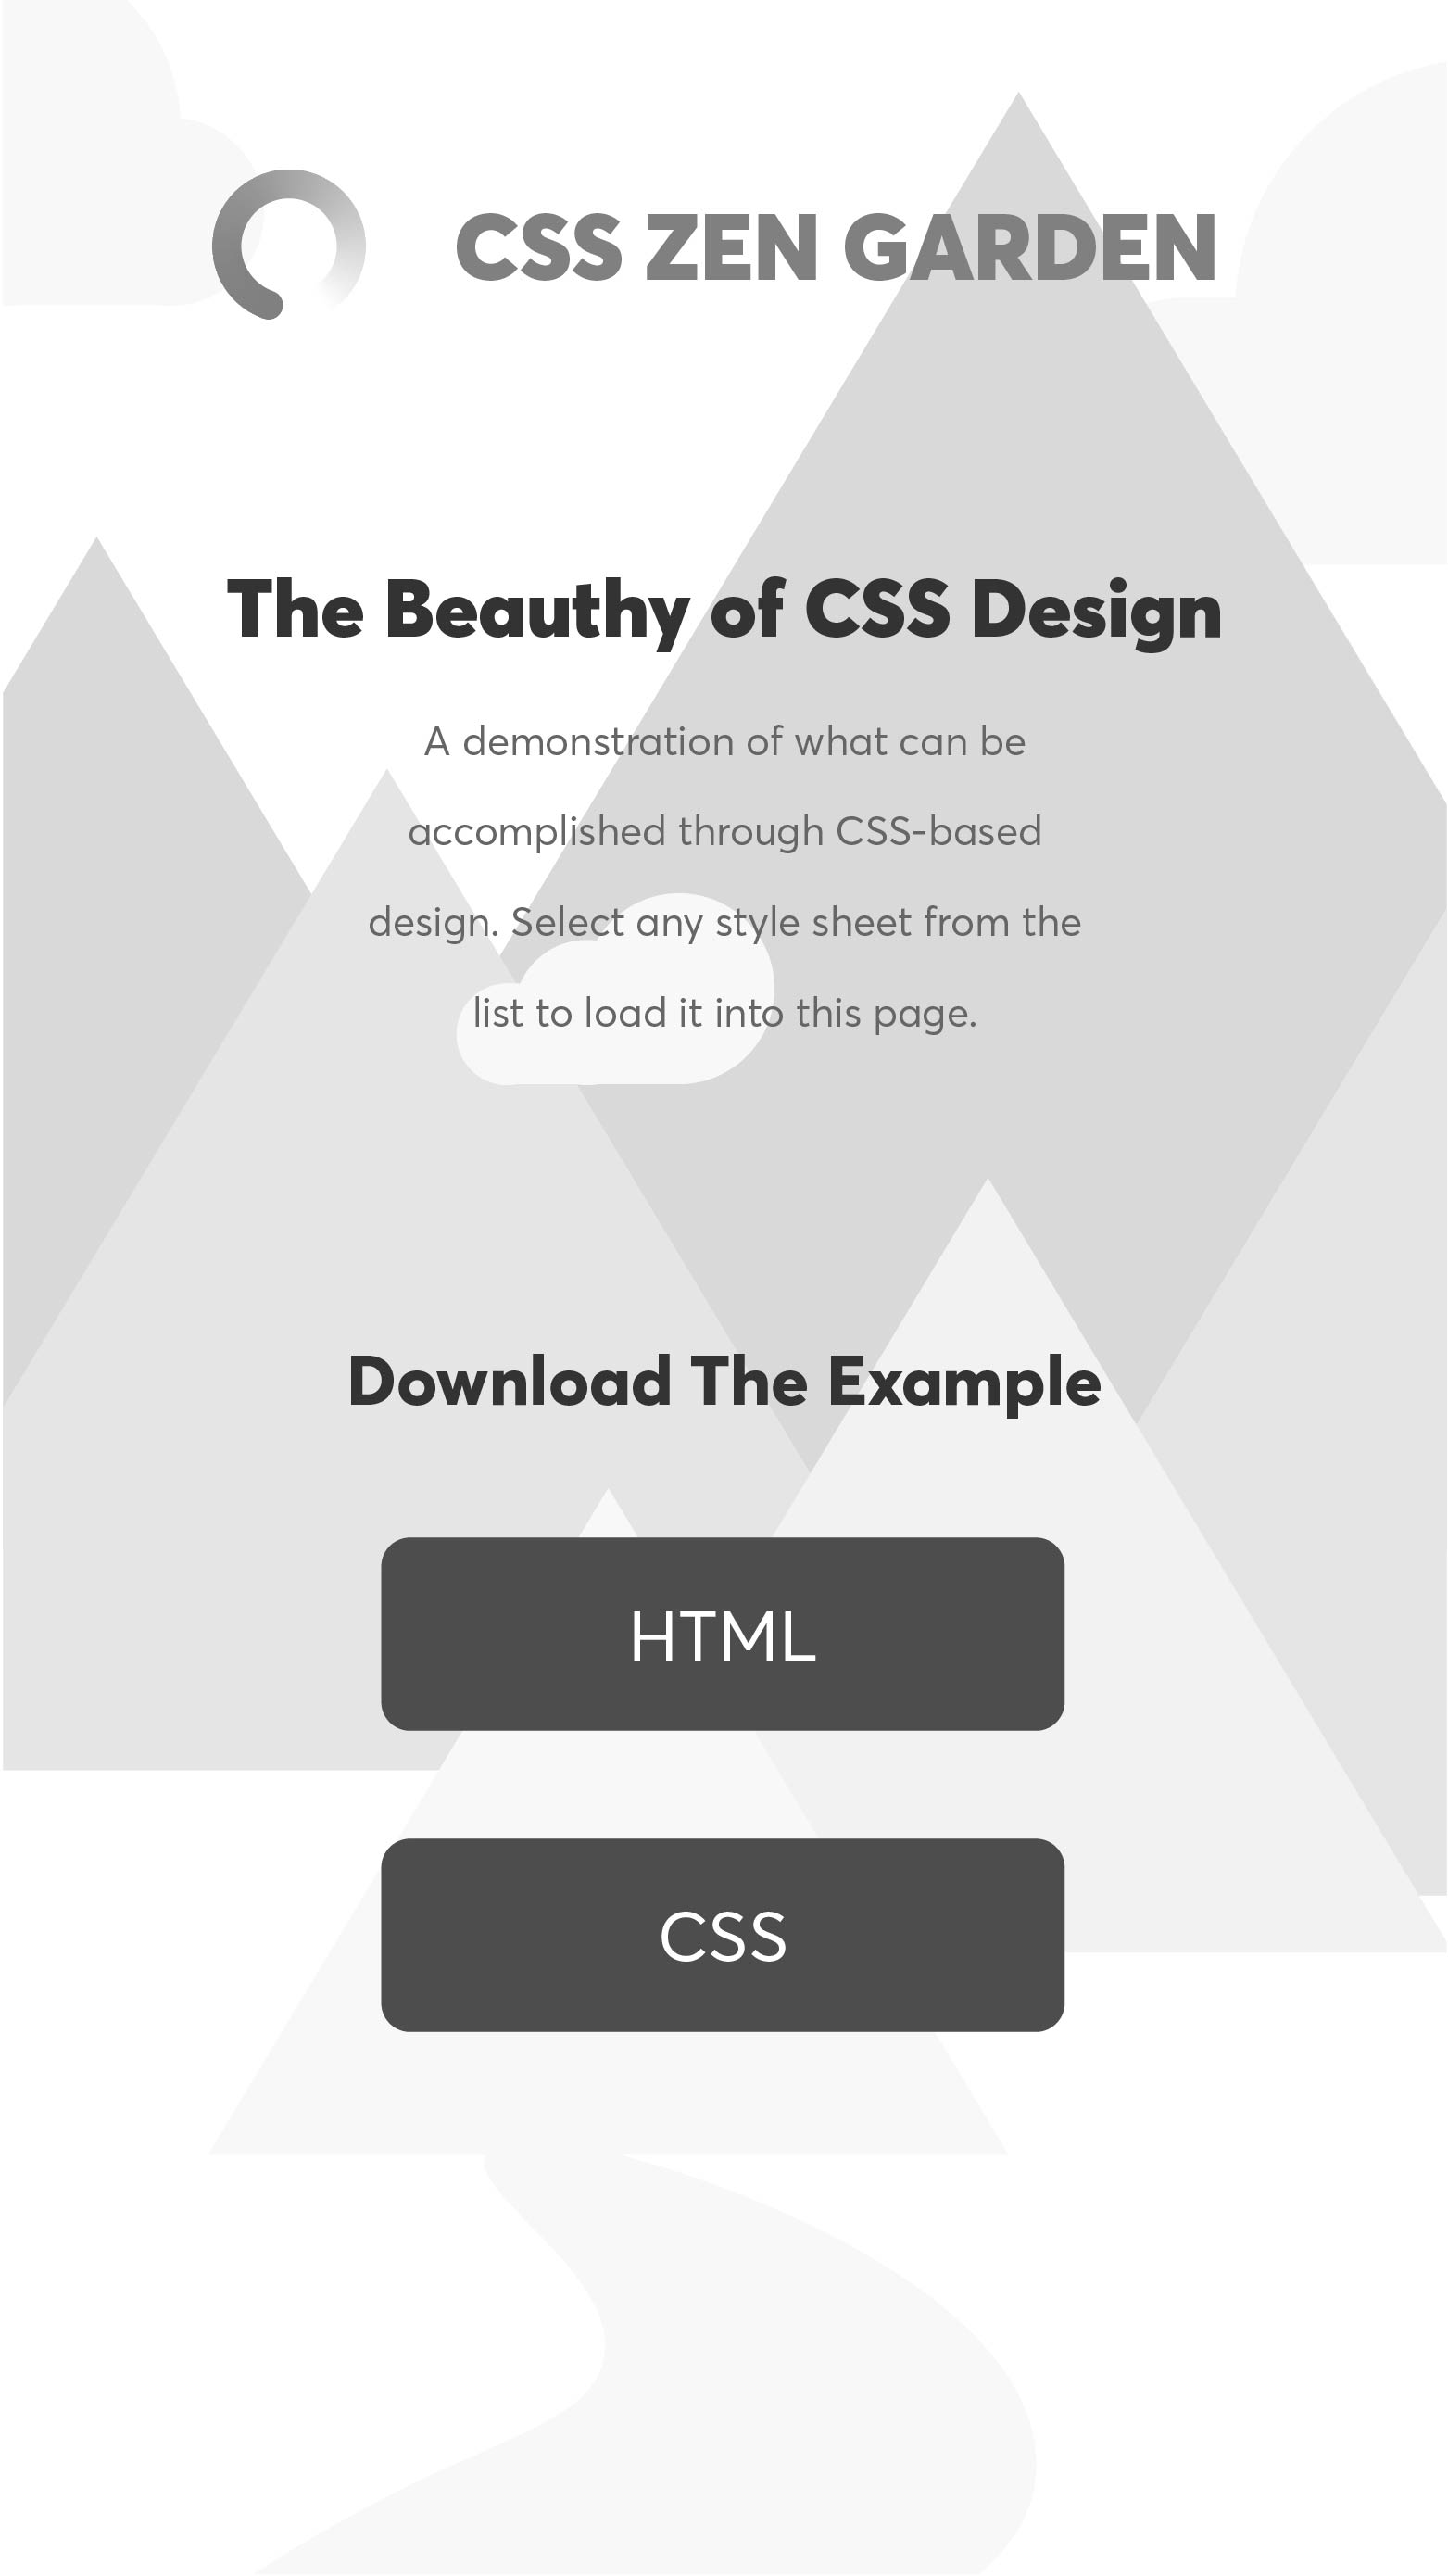 CSS ZEN GARDEN
The Beauthy of CSS Design
A demonstration of what can be
accomplished through CSS-based
design. Select any style sheet from the
list to load it into this page.
Download The Example
HTML
CSS